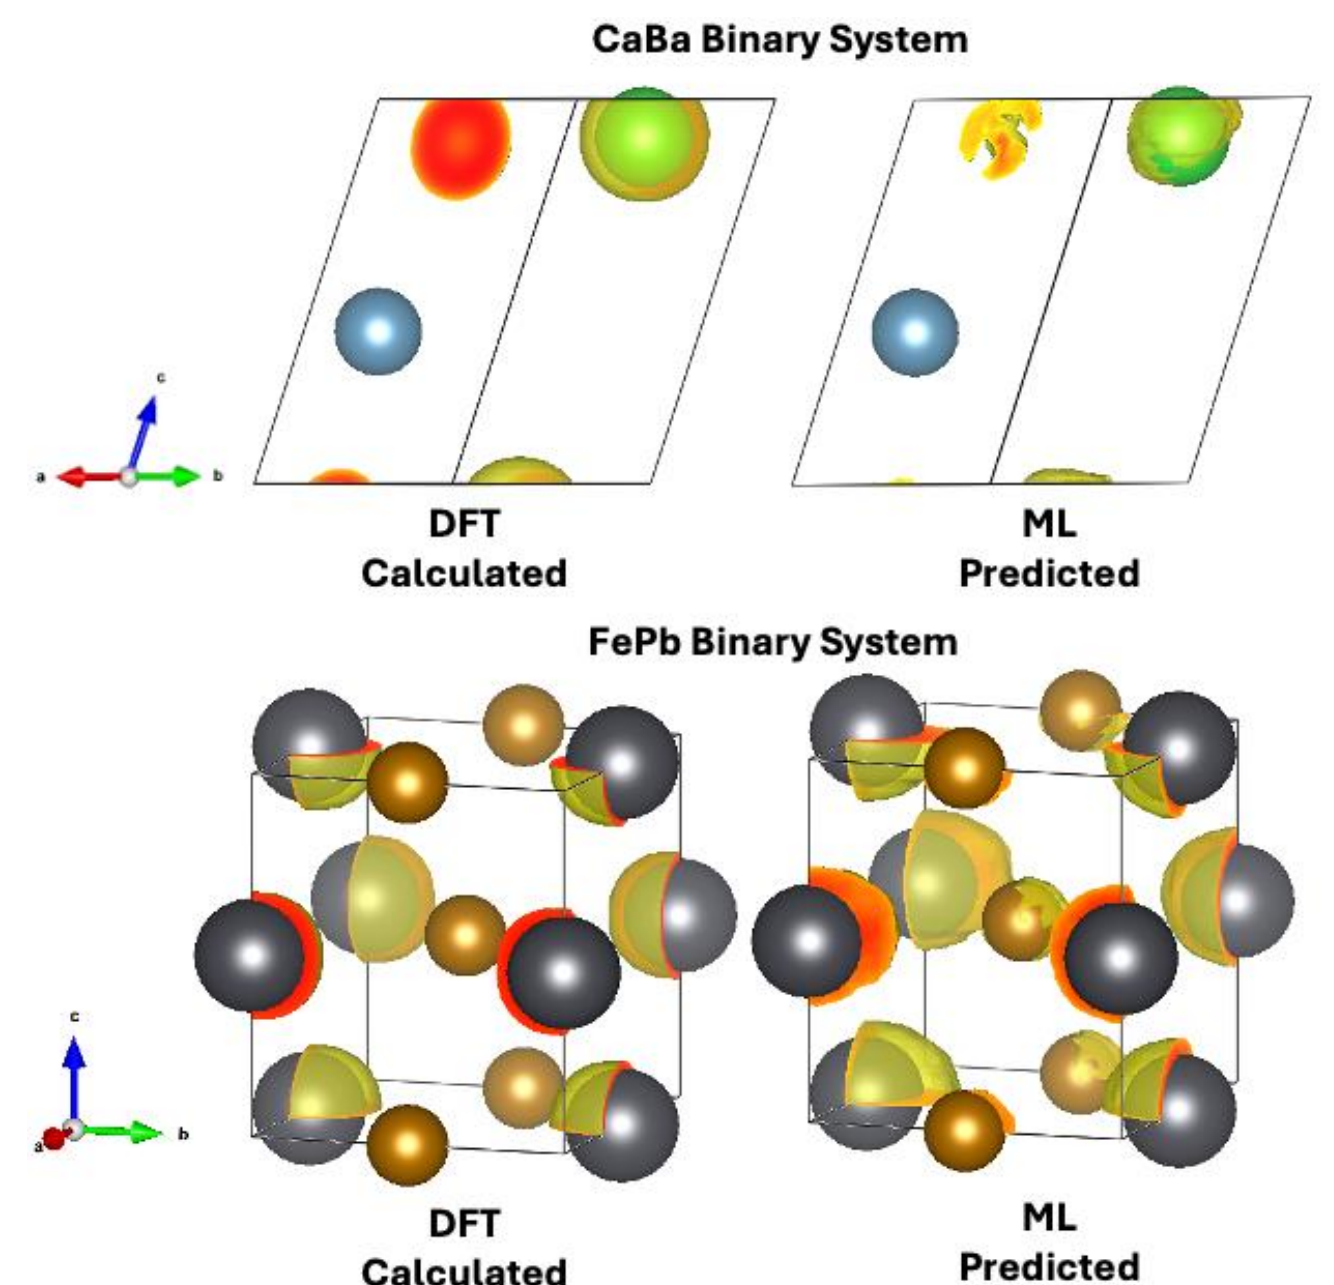 CaBa Binary System
c
a
b
DFT
Calculated
ML
Predicted
FePb Binary System
c
a
b
DFT
Calculated
ML
Predicted